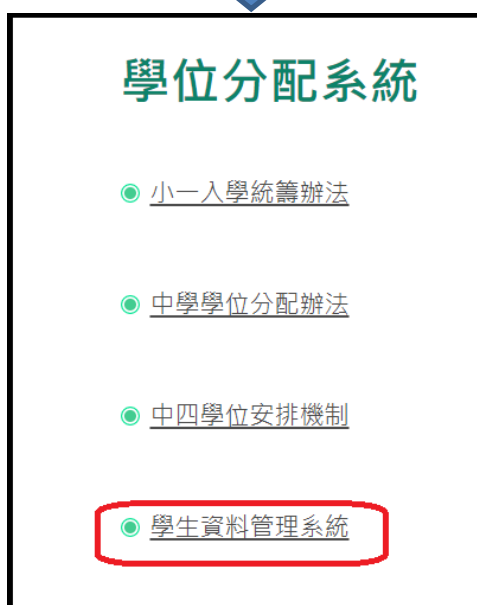 學位分配系統
小一入學統籌辦法
中學學位分配辦法
中四學位安排機制
學生資料管理系統